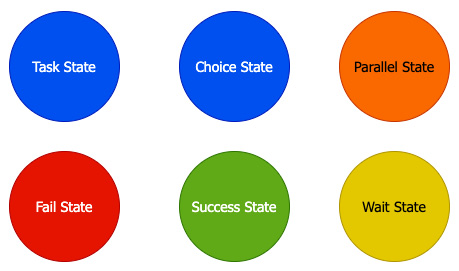 Task State
Choice State
Parallel State
Fail State
Success State
Wait State